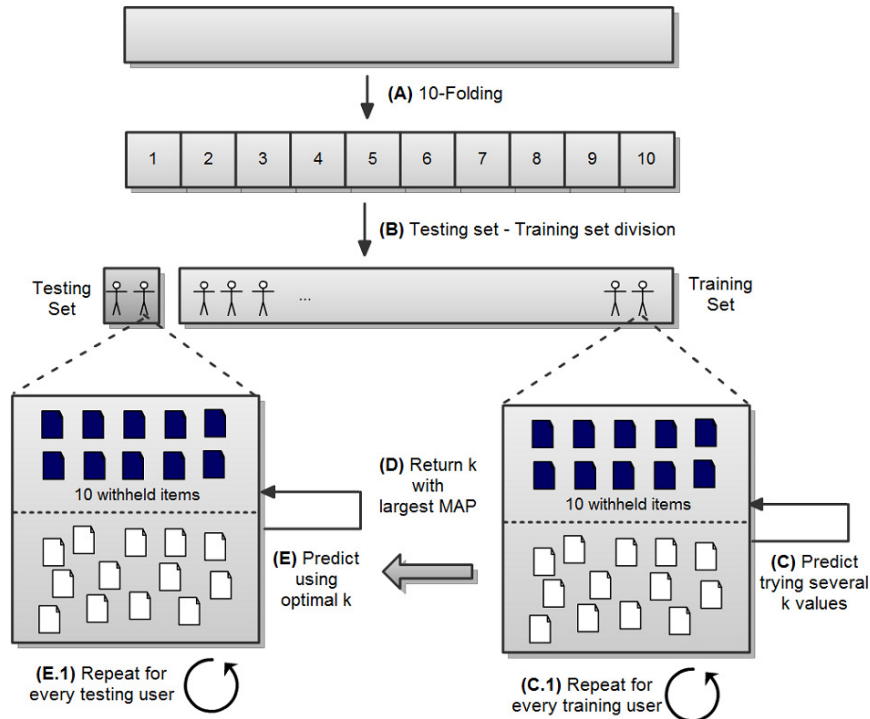 (A) 10-Folding
1 2 3 4 5 6 7 8 9 10
(B) Testing set - Training set division
Testing
Set
...
Training
Set
10 withheld items
(D) Return k
with
largest MAP
10 withheld items
(E) Predict
using
optimal k
(C) Predict
trying several
k values
(E.1) Repeat for
every testing user
(C.1) Repeat for
every training user